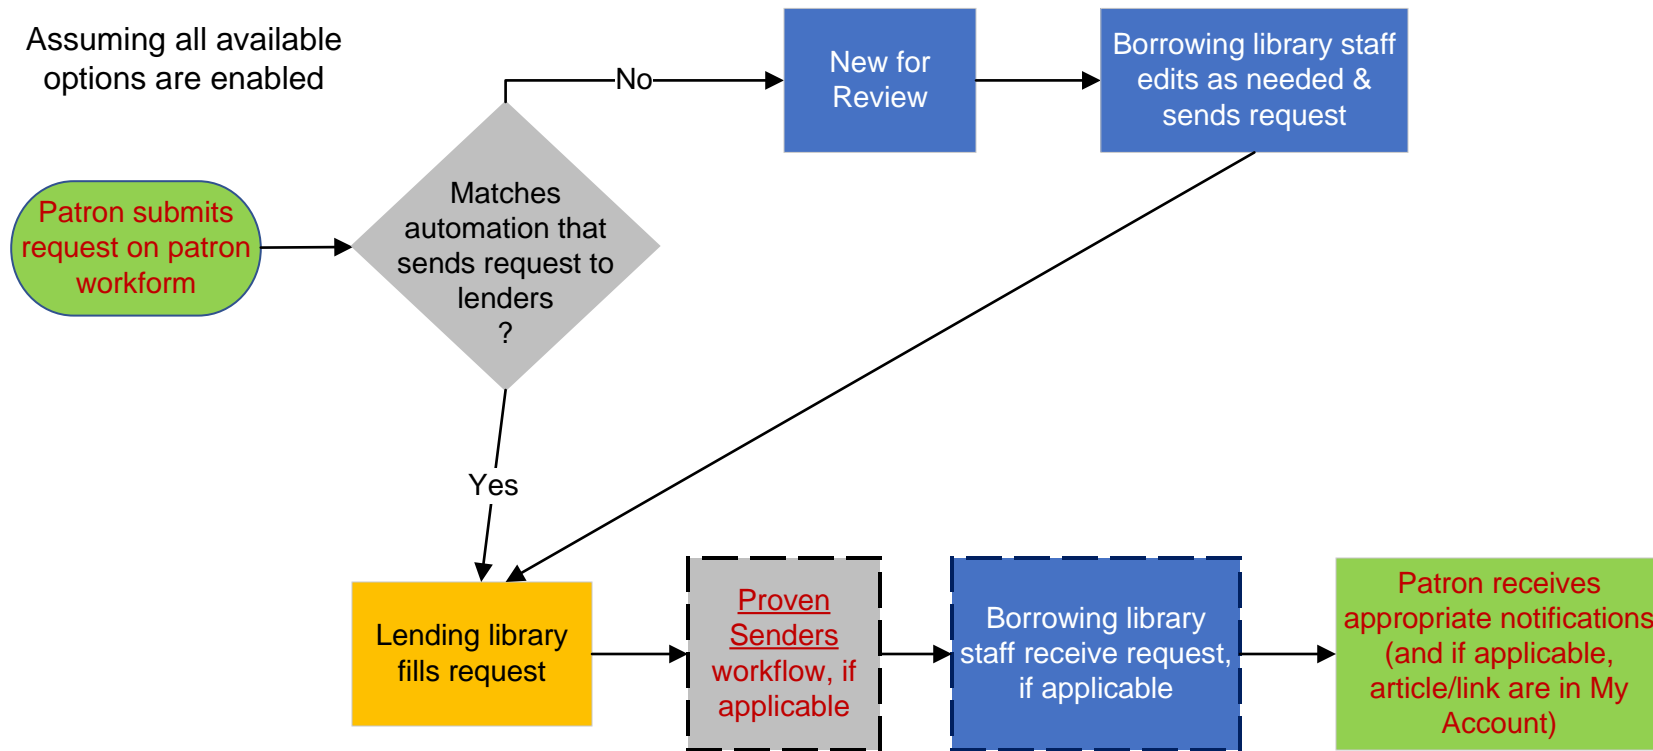 Assuming all available
options are enabled
Patron submits
request on patron
workform
Matches
automation that
sends request to
lenders
?
No
New for
Review
Borrowing library staff
edits as needed &
sends request
Yes
Lending library
fills request
Proven
Senders
workflow, if
applicable
Borrowing library
staff receive request,
if applicable
Patron receives
appropriate notifications
(and if applicable,
article/link are in My
Account)